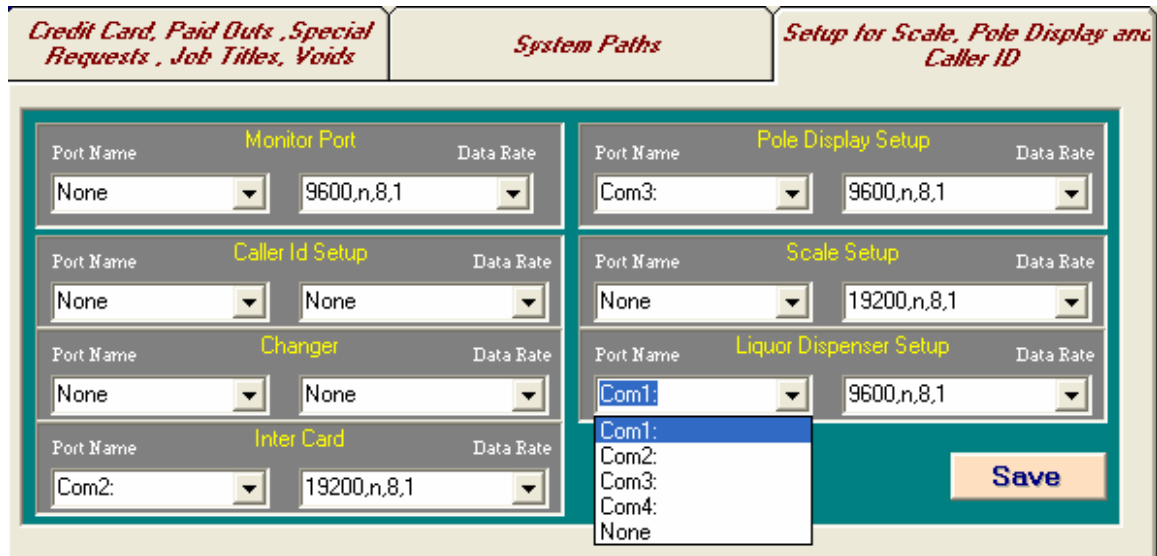 Credit Card, Paid Outs ,Special
Requests , Job Titles, Voids
System Paths
Setup for Scale, Pole Display and
Caller ID
Monitor Port
Port Name Data Rate
None 9600,n,8,1
Pole Display Setup
Port Name Data Rate
Com3: 9600,n,8,1
Caller Id Setup
Port Name Data Rate
None None
Scale Setup
Port Name Data Rate
None 19200,n,8,1
Changer
Port Name Data Rate
None None
Liquor Dispenser Setup
Port Name Data Rate
Com1: 9600,n,8,1
Com1:
Com2:
Com3:
Com4:
None
Inter Card
Port Name Data Rate
Com2: 19200,n,8,1
Save